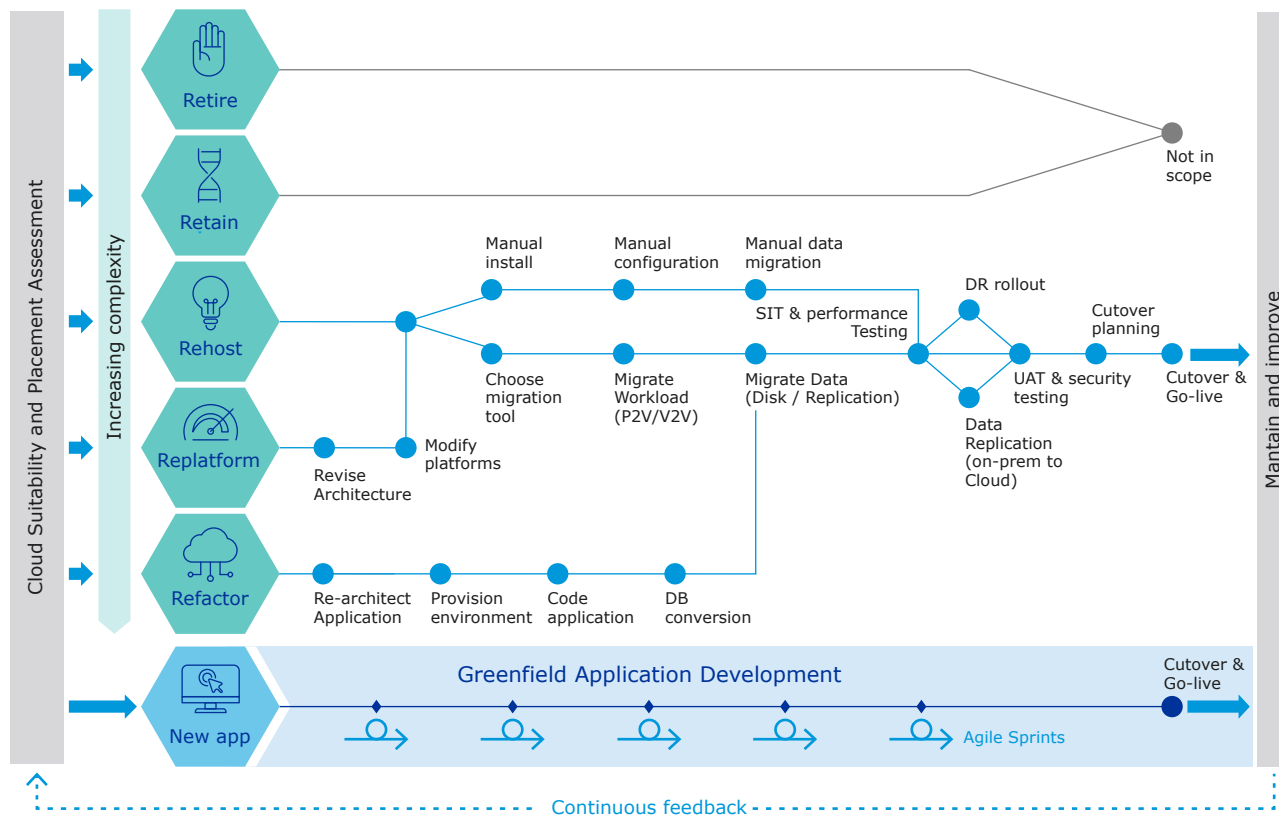 Cloud Suitability and Placement Assessment
Increasing complexity
Retire
Not in
scope
Retain
Manual
install
Manual
configuration
Manual data
migration
Rehost
SIT & performance
Testing
DR rollout
Cutover
planning
Choose
migration
tool
Migrate
Workload
(P2V/V2V)
Migrate Data
(Disk / Replication)
UAT & security
testing
Cutover &
Go-live
Replatform
Revise
Architecture
Modify
platforms
Data
Replication
(on-prem to
Cloud)
Refactor
Re-architect
Application
Provision
environment
Code
application
DB
conversion
New app
Greenfield Application Development
Agile Sprints
Cutover &
Go-live
Mantain and improve
Continuous feedback